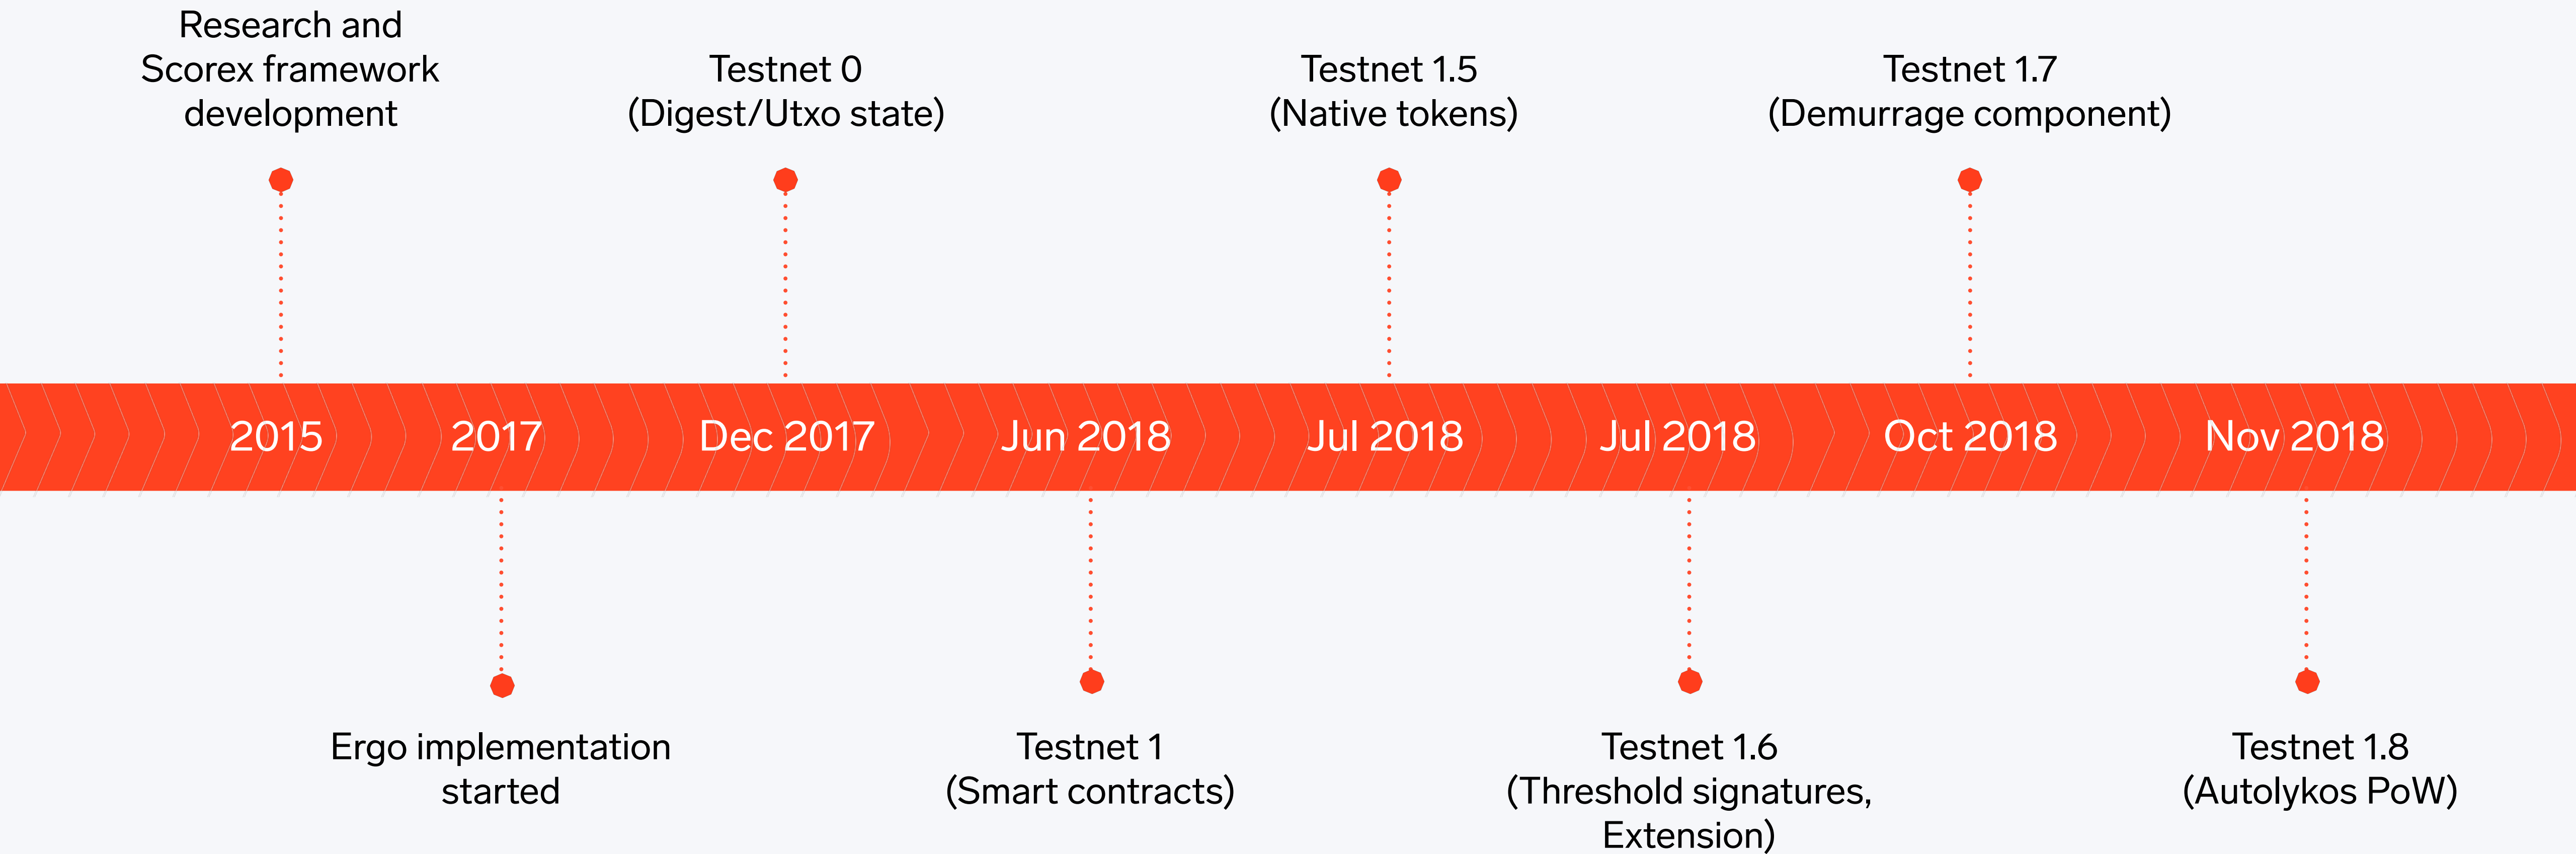 Research and
Scorex framework
development
Testnet 0
(Digest/Utxo state)
Testnet 1.5
(Native tokens)
Testnet 1.7
(Demurrage component)
2015
2017
Dec 2017
Jun 2018
Jul 2018
Jul 2018
Oct 2018
Nov 2018
Ergo implementation
started
Testnet 1
(Smart contracts)
Testnet 1.6
(Threshold signatures,
Extension)
Testnet 1.8
(Autolykos PoW)